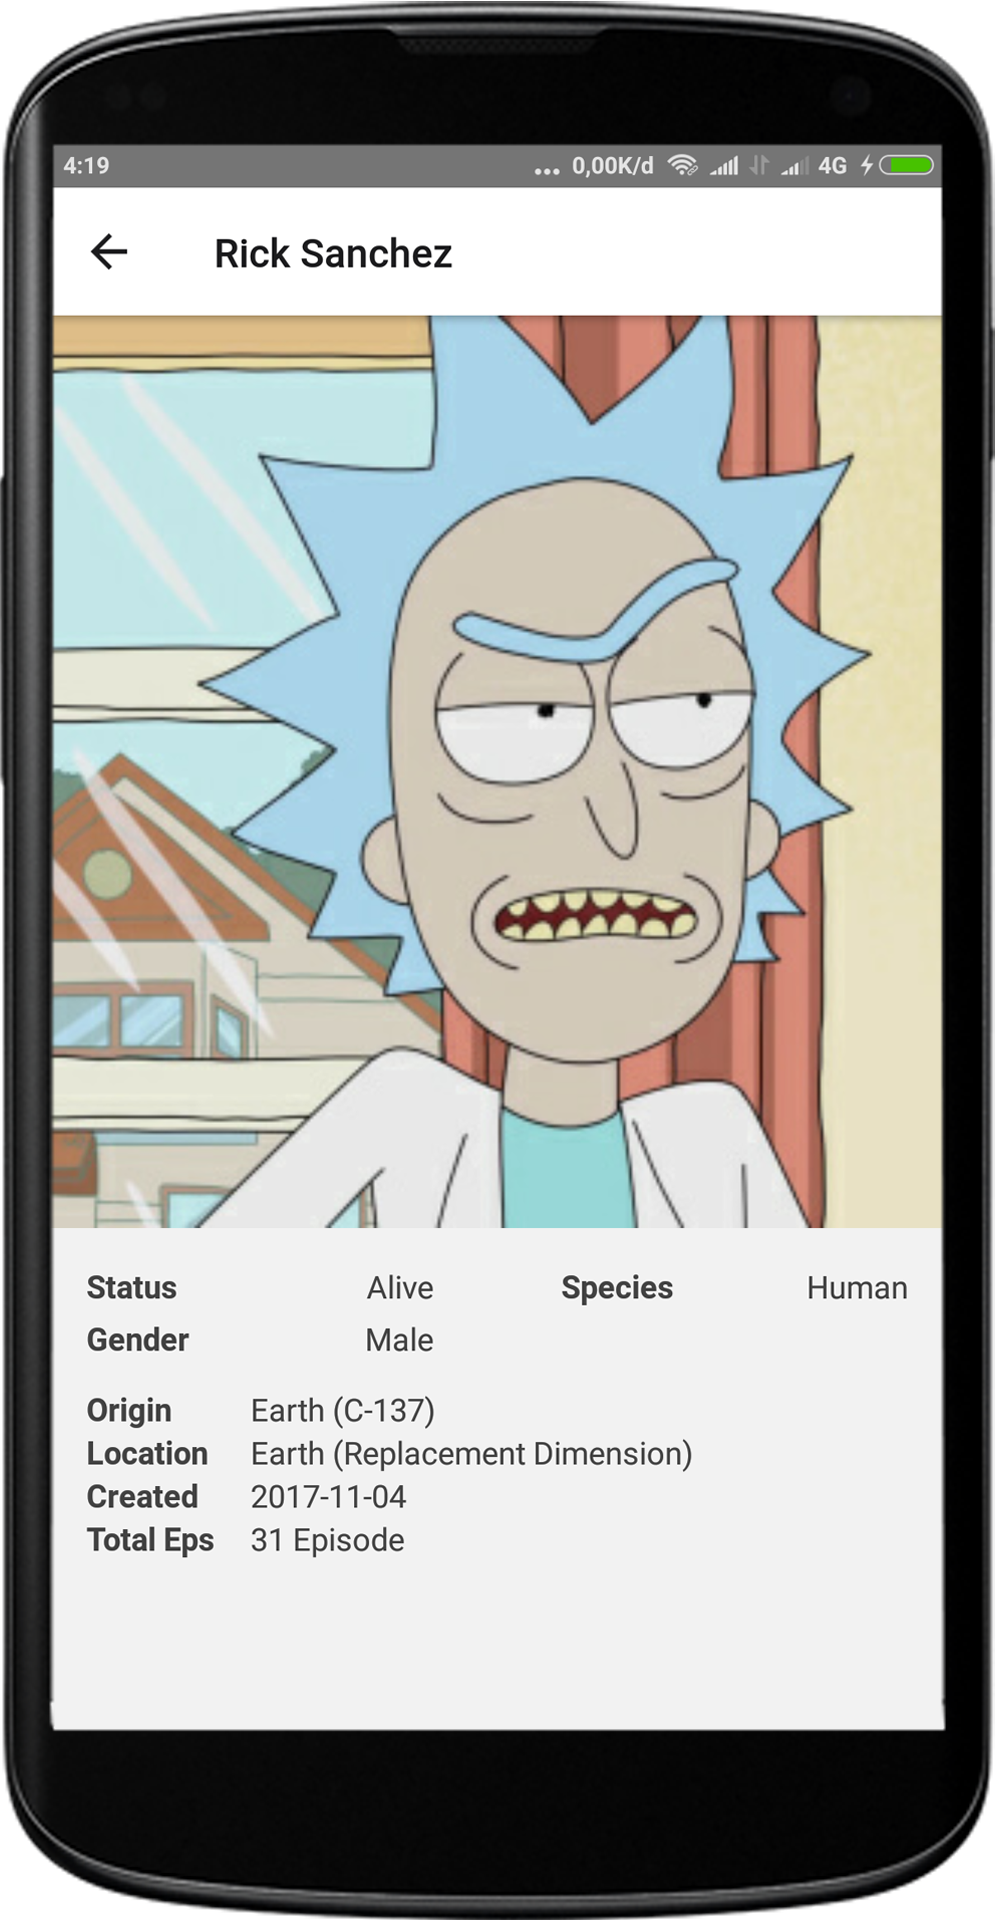 4:19 ... 0,00K/d 4G
Rick Sanchez
Status Alive Species Human
Gender Male
Origin Earth (C-137)
Location Earth (Replacement Dimension)
Created 2017-11-04
Total Eps 31 Episode